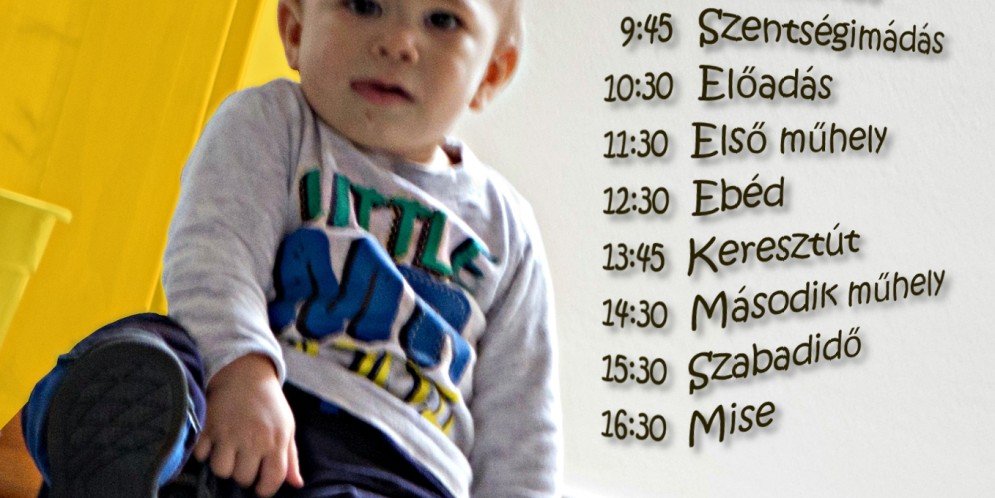 9:45 Szentségimádás
10:30 Előadás
11:30 Első műhely
12:30 Ebéd
13:45 Keresztút
14:30 Második műhely
15:30 Szabadidő
16:30 Mise
LITTLE